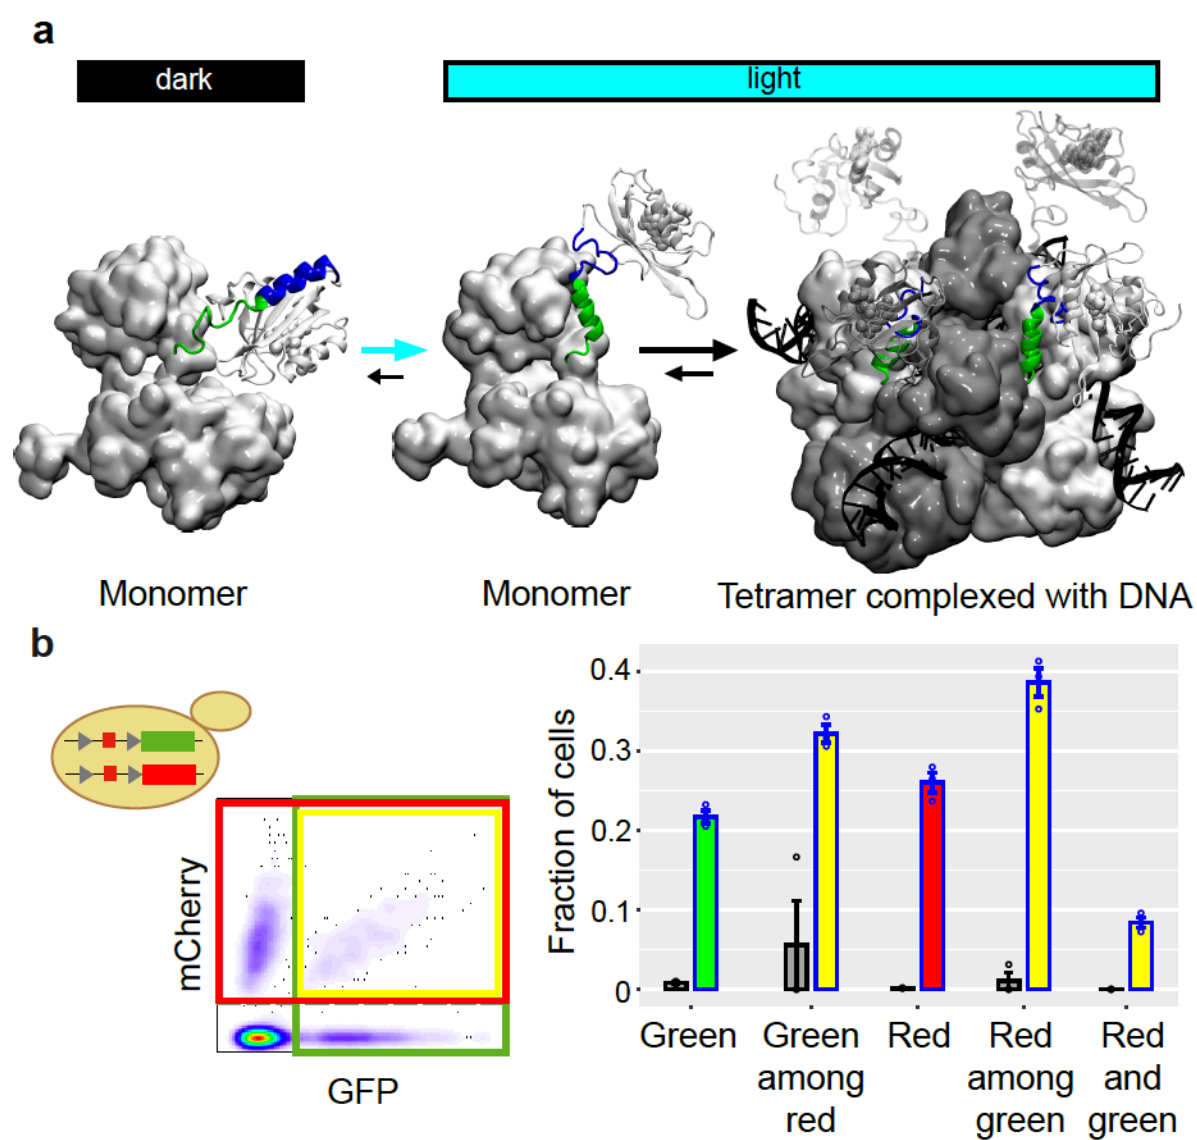 a
dark
light
Monomer
Monomer
Tetramer complexed with DNA
b
mCherry
GFP
Fraction of cells
0.4
0.3
0.2
0.1
0
Green
Green
among
red
Red
Red
among
green
Red
and
green